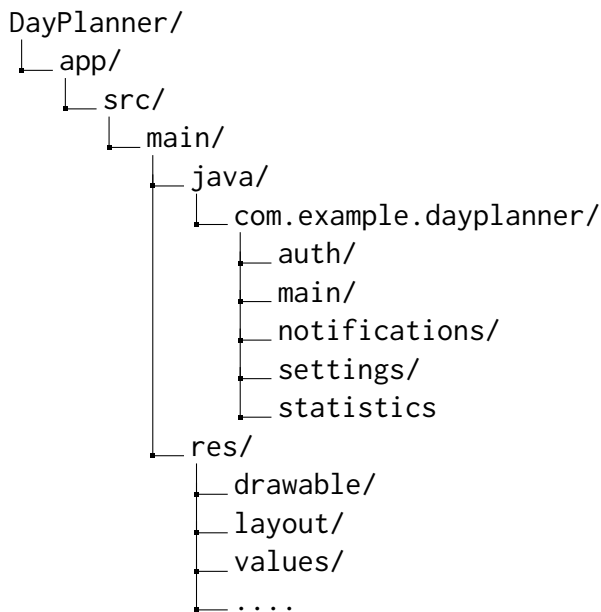 DayPlanner/
app/
src/
main/
java/
com.example.dayplanner/
auth/
main/
notifications/
settings/
statistics
res/
drawable/
layout/
values/
....